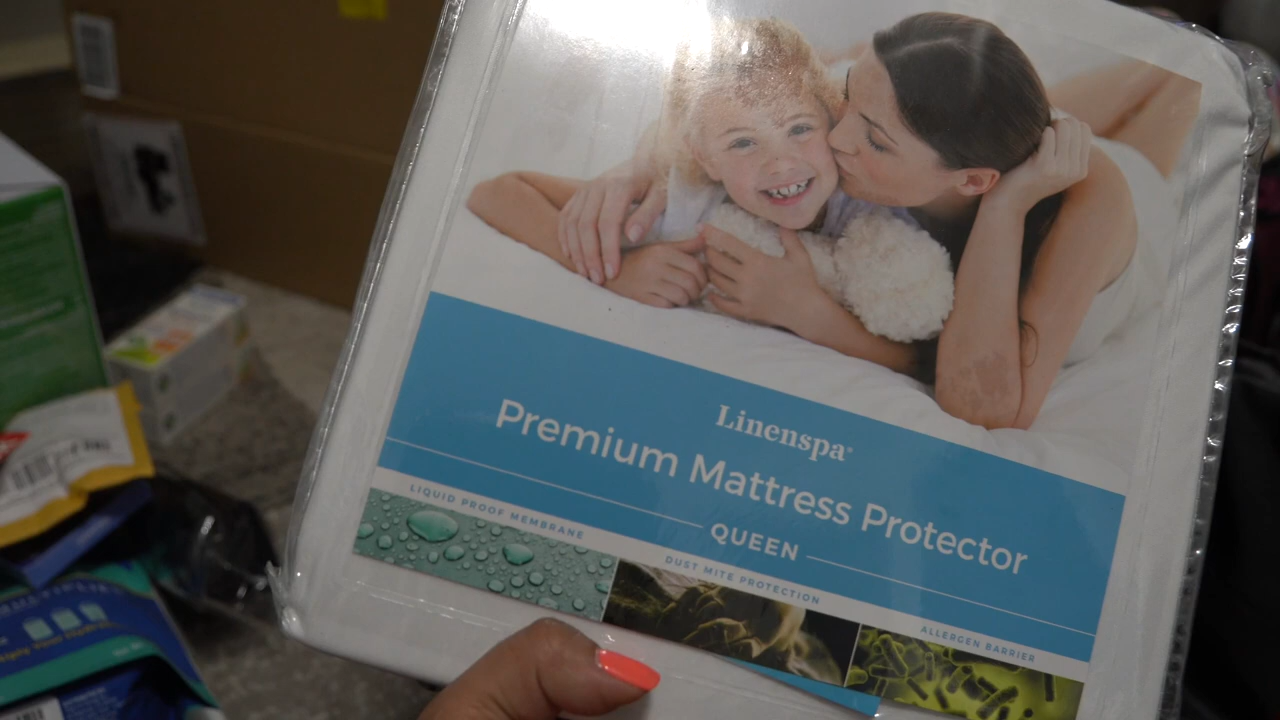 Linenspa®
Premium Mattress Protector
QUEEN
LIQUID PROOF MEMBRANE
DUST MITE PROTECTION
ALLERGEN BARRIER